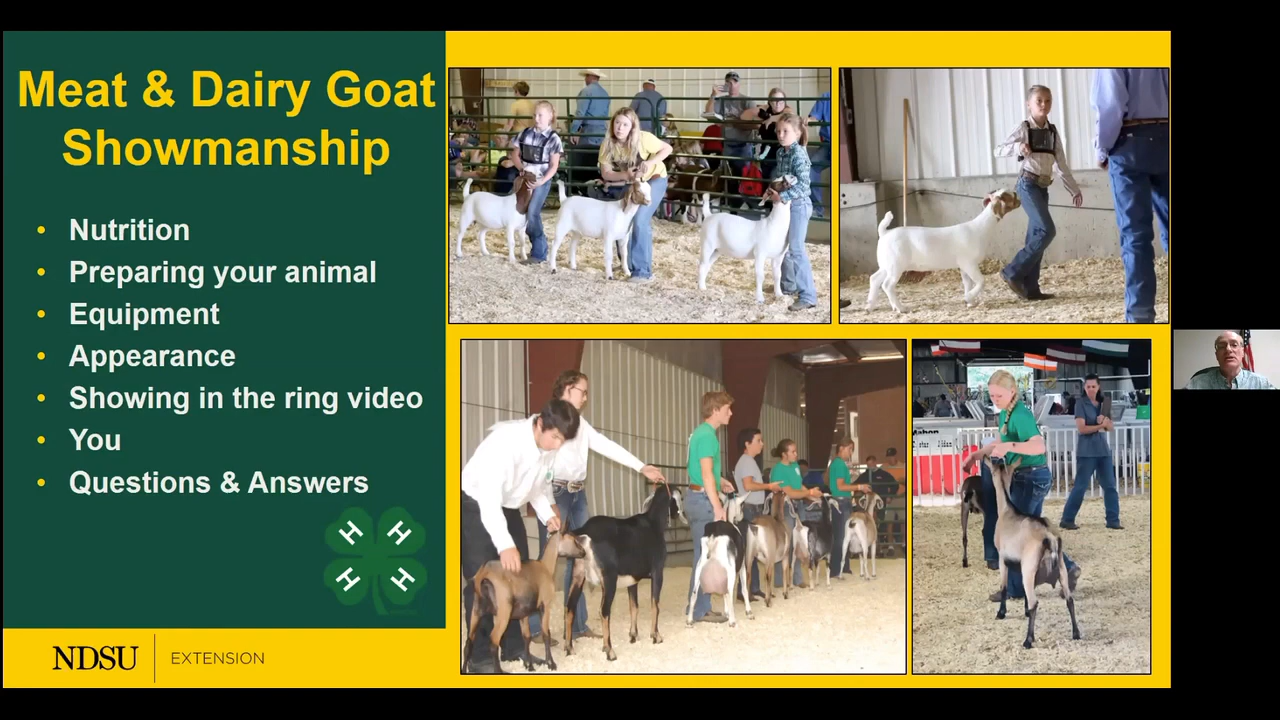 Meat & Dairy Goat
Showmanship
• Nutrition
• Preparing your animal
• Equipment
• Appearance
• Showing in the ring video
• You
• Questions & Answers
H H
H H
NDSU EXTENSION